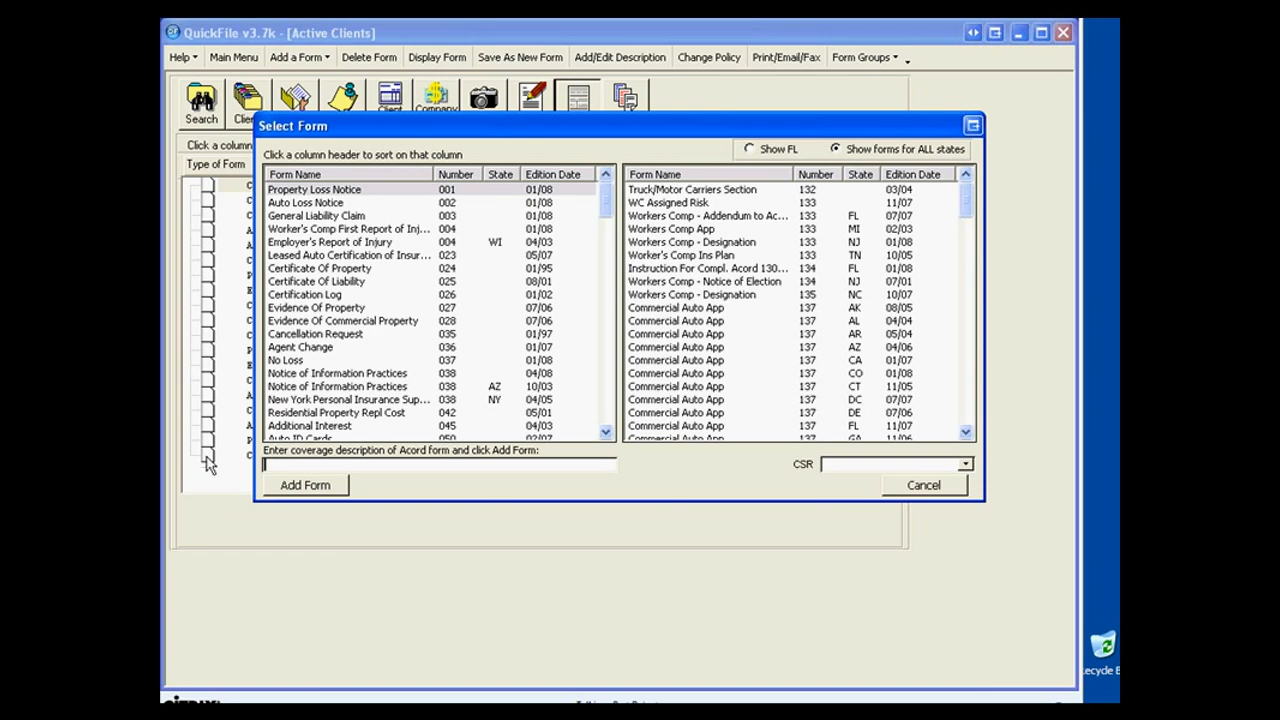 QuickFile v3.7k - [Active Clients]
Help Main Menu Add a Form Delete Form Display Form Save As New Form Add/Edit Description Change Policy Print/Email/Fax Form Groups
Search
Click a column
Type of Form
Select Form
Click a column header to sort on that column
Show FL Show forms for ALL states
Form Name Number State Edition Date
Property Loss Notice 001 01/08
Auto Loss Notice 002 01/08
General Liability Claim 003 01/08
Worker's Comp First Report of Inj... 004 01/08
Employer's Report of Injury 004 WI 04/03
Leased Auto Certification of Insur... 023 05/07
Certificate Of Property 024 01/95
Certificate Of Liability 025 08/01
Certification Log 026 01/02
Evidence Of Property 027 07/06
Evidence Of Commercial Property 028 07/06
Cancellation Request 035 01/97
Agent Change 036 01/07
No Loss 037 01/08
Notice of Information Practices 038 04/08
Notice of Information Practices 038 AZ 10/03
New York Personal Insurance Sup... 038 NY 04/05
Residential Property Repl Cost 042 05/01
Additional Interest 045 04/03
Auto ID Cards 050 02/07
Form Name Number State Edition Date
Truck/Motor Carriers Section 132 03/04
WC Assigned Risk 133 11/07
Workers Comp - Addendum to Ac... 133 FL 07/07
Workers Comp App 133 MI 02/03
Workers Comp - Designation 133 NJ 01/08
Worker's Comp Ins Plan 133 TN 10/05
Instruction For Compl. Acord 130... 134 FL 01/08
Workers Comp - Notice of Election 134 NJ 07/01
Workers Comp - Designation 135 NC 10/07
Commercial Auto App 137 AK 08/05
Commercial Auto App 137 AL 04/04
Commercial Auto App 137 AR 05/04
Commercial Auto App 137 AZ 04/06
Commercial Auto App 137 CA 01/07
Commercial Auto App 137 CO 01/08
Commercial Auto App 137 CT 11/05
Commercial Auto App 137 DC 07/07
Commercial Auto App 137 DE 07/06
Commercial Auto App 137 FL 11/07
Commercial Auto App 137 GA 11/06
Enter coverage description of Acord form and click Add Form:
CSR
Add Form Cancel